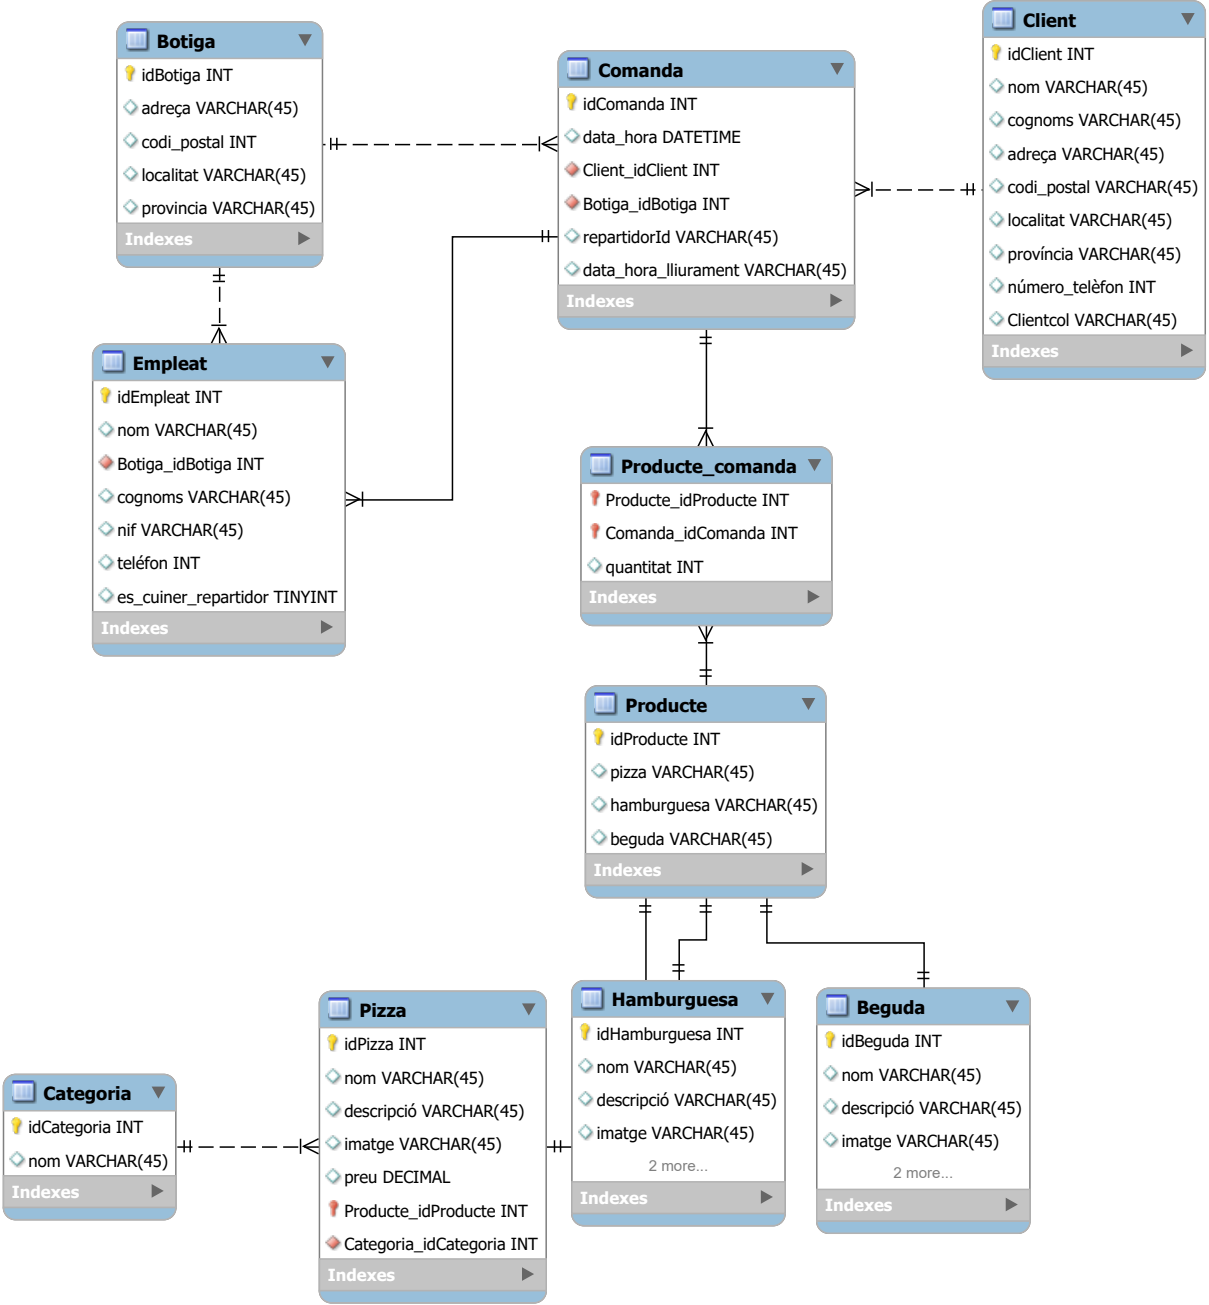 Botiga
idBotiga INT
adreça VARCHAR(45)
codi_postal INT
localitat VARCHAR(45)
provincia VARCHAR(45)
Indexes
Comanda
idComanda INT
data_hora DATETIME
Client_idClient INT
Botiga_idBotiga INT
repartidorId VARCHAR(45)
data_hora_lliurament VARCHAR(45)
Indexes
Client
idClient INT
nom VARCHAR(45)
cognoms VARCHAR(45)
adreça VARCHAR(45)
codi_postal VARCHAR(45)
localitat VARCHAR(45)
província VARCHAR(45)
número_telèfon INT
Clientcol VARCHAR(45)
Indexes
Empleat
idEmpleat INT
nom VARCHAR(45)
Botiga_idBotiga INT
cognoms VARCHAR(45)
nif VARCHAR(45)
teléfon INT
es_cuiner_repartidor TINYINT
Indexes
Producte_comanda
Producte_idProducte INT
Comanda_idComanda INT
quantitat INT
Indexes
Producte
idProducte INT
pizza VARCHAR(45)
hamburguesa VARCHAR(45)
beguda VARCHAR(45)
Indexes
Categoria
idCategoria INT
nom VARCHAR(45)
Indexes
Pizza
idPizza INT
nom VARCHAR(45)
descripció VARCHAR(45)
imatge VARCHAR(45)
preu DECIMAL
Producte_idProducte INT
Categoria_idCategoria INT
Indexes
Hamburguesa
idHamburguesa INT
nom VARCHAR(45)
descripció VARCHAR(45)
imatge VARCHAR(45)
2 more...
Indexes
Beguda
idBeguda INT
nom VARCHAR(45)
descripció VARCHAR(45)
imatge VARCHAR(45)
2 more...
Indexes